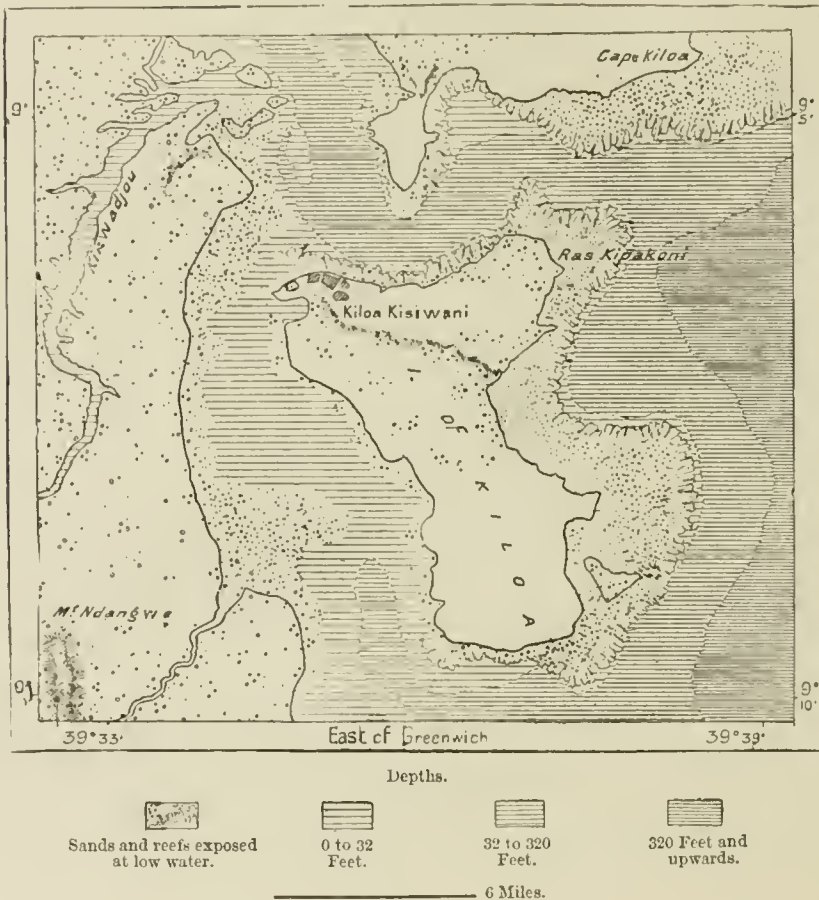 Cape Kiloa
9°
9°
5'
Ras Kipakoni
Kiloa Kisiwani
I. OF KILOA
Mt. Ndangwe
9°
9°
10'
39°33' East of Greenwich 39°39'
Depths.
Sands and reefs exposed
at low water.
0 to 32
Feet.
32 to 320
Feet.
320 Feet and
upwards.
6 Miles.